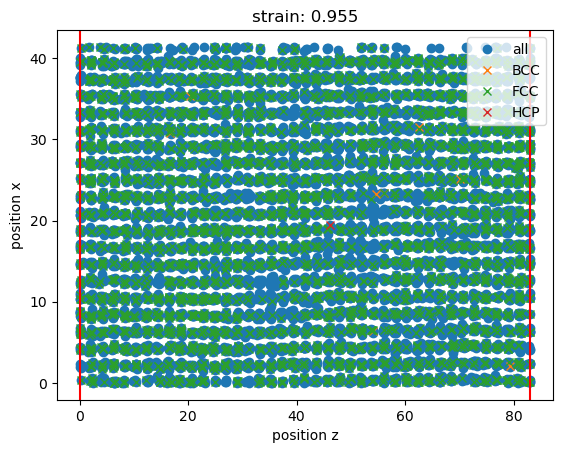 strain: 0.955
all
BCC
FCC
HCP
40
30
20
10
0
position x
0
20
40
60
80
position z